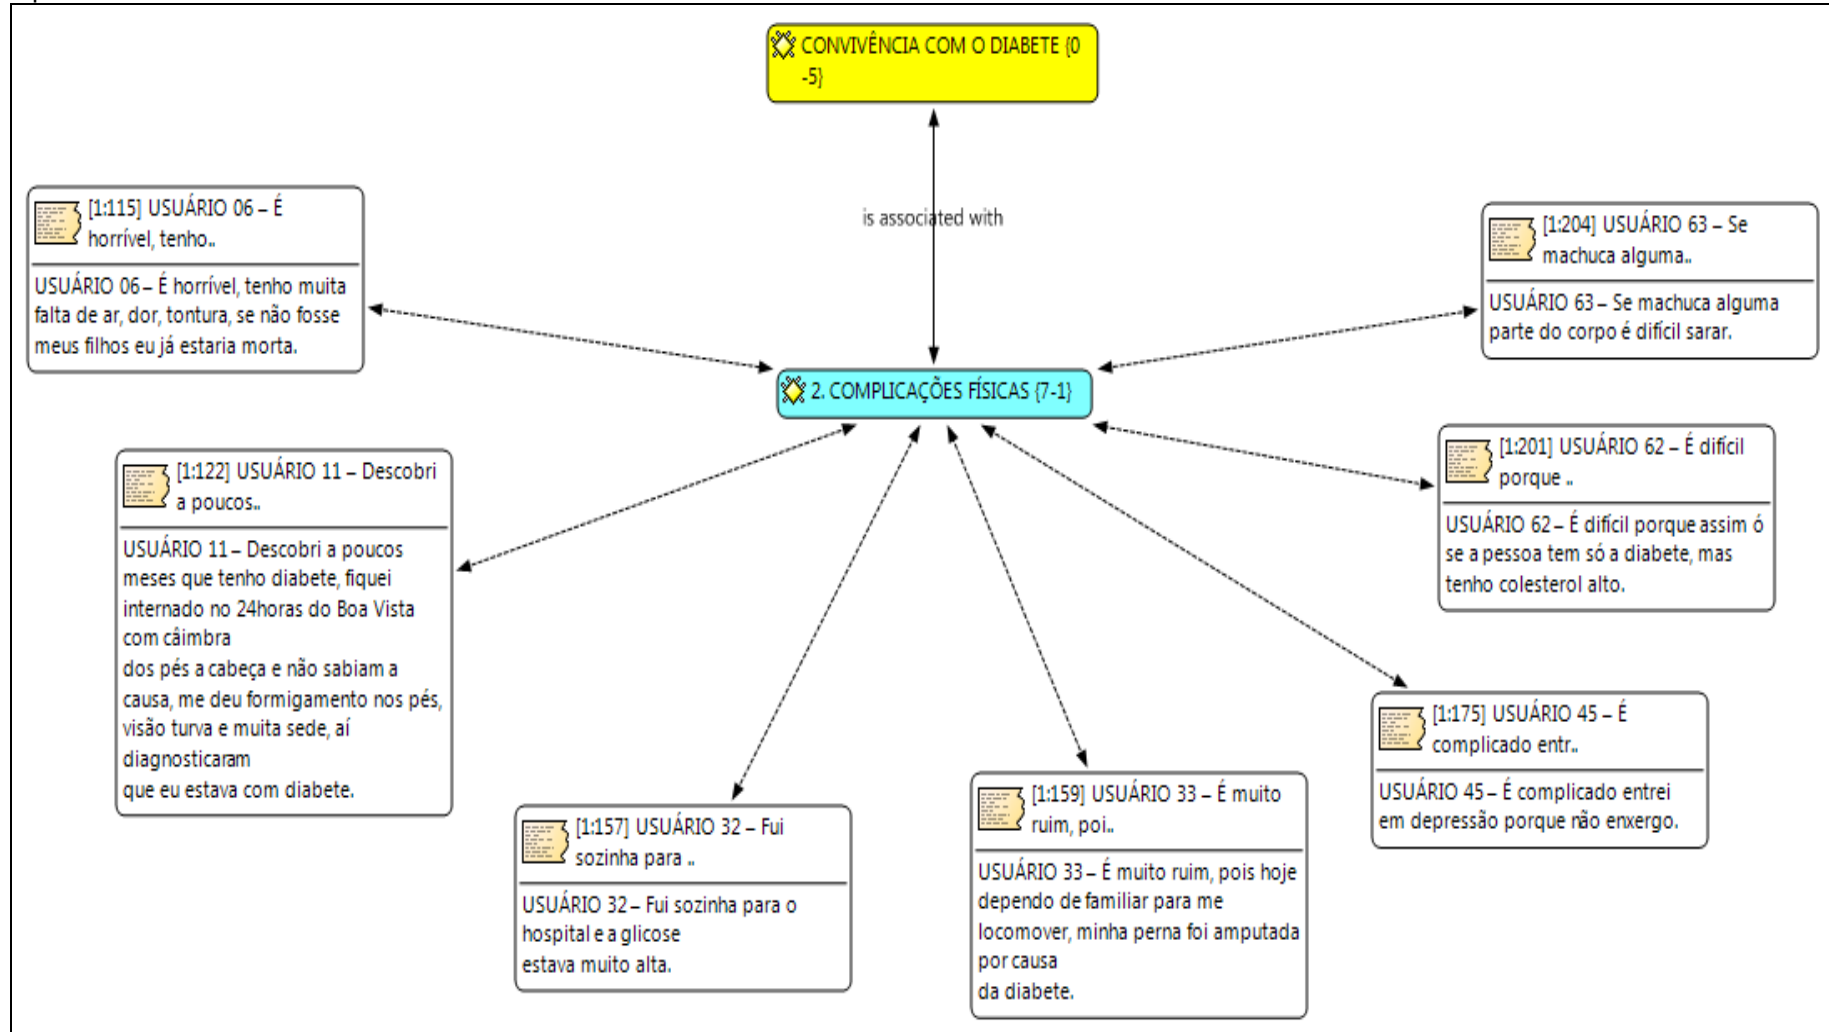 CONVIVÊNCIA COM O DIABETE {0
-5}
is associated with
[1:115] USUÁRIO 06 – É
horrível, tenho..
USUÁRIO 06 – É horrível, tenho muita
falta de ar, dor, tontura, se não fosse
meus filhos eu já estaria morta.
[1:204] USUÁRIO 63 – Se
machuca alguma..
USUÁRIO 63 – Se machuca alguma
parte do corpo é difícil sarar.
2. COMPLICAÇÕES FÍSICAS {7-1}
[1:122] USUÁRIO 11 – Descobri
a poucos..
USUÁRIO 11 – Descobri a poucos
meses que tenho diabete, fiquei
internado no 24horas do Boa Vista
com câimbra
dos pés a cabeça e não sabiam a
causa, me deu formigamento nos pés,
visão turva e muita sede, aí
diagnosticaram
que eu estava com diabete.
[1:201] USUÁRIO 62 – É difícil
porque ..
USUÁRIO 62 – É difícil porque assim ó
se a pessoa tem só a diabete, mas
tenho colesterol alto.
[1:157] USUÁRIO 32 – Fui
sozinha para ..
USUÁRIO 32 – Fui sozinha para o
hospital e a glicose
estava muito alta.
[1:159] USUÁRIO 33 – É muito
ruim, poi..
USUÁRIO 33 – É muito ruim, pois hoje
dependo de familiar para me
locomover, minha perna foi amputada
por causa
da diabete.
[1:175] USUÁRIO 45 – É
complicado entr..
USUÁRIO 45 – É complicado entrei
em depressão porque não enxergo.